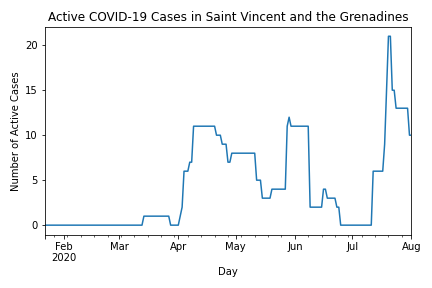 Active COVID-19 Cases in Saint Vincent and the Grenadines
Number of Active Cases
20
15
10
5
0
Feb Mar Apr May Jun Jul Aug
2020
Day